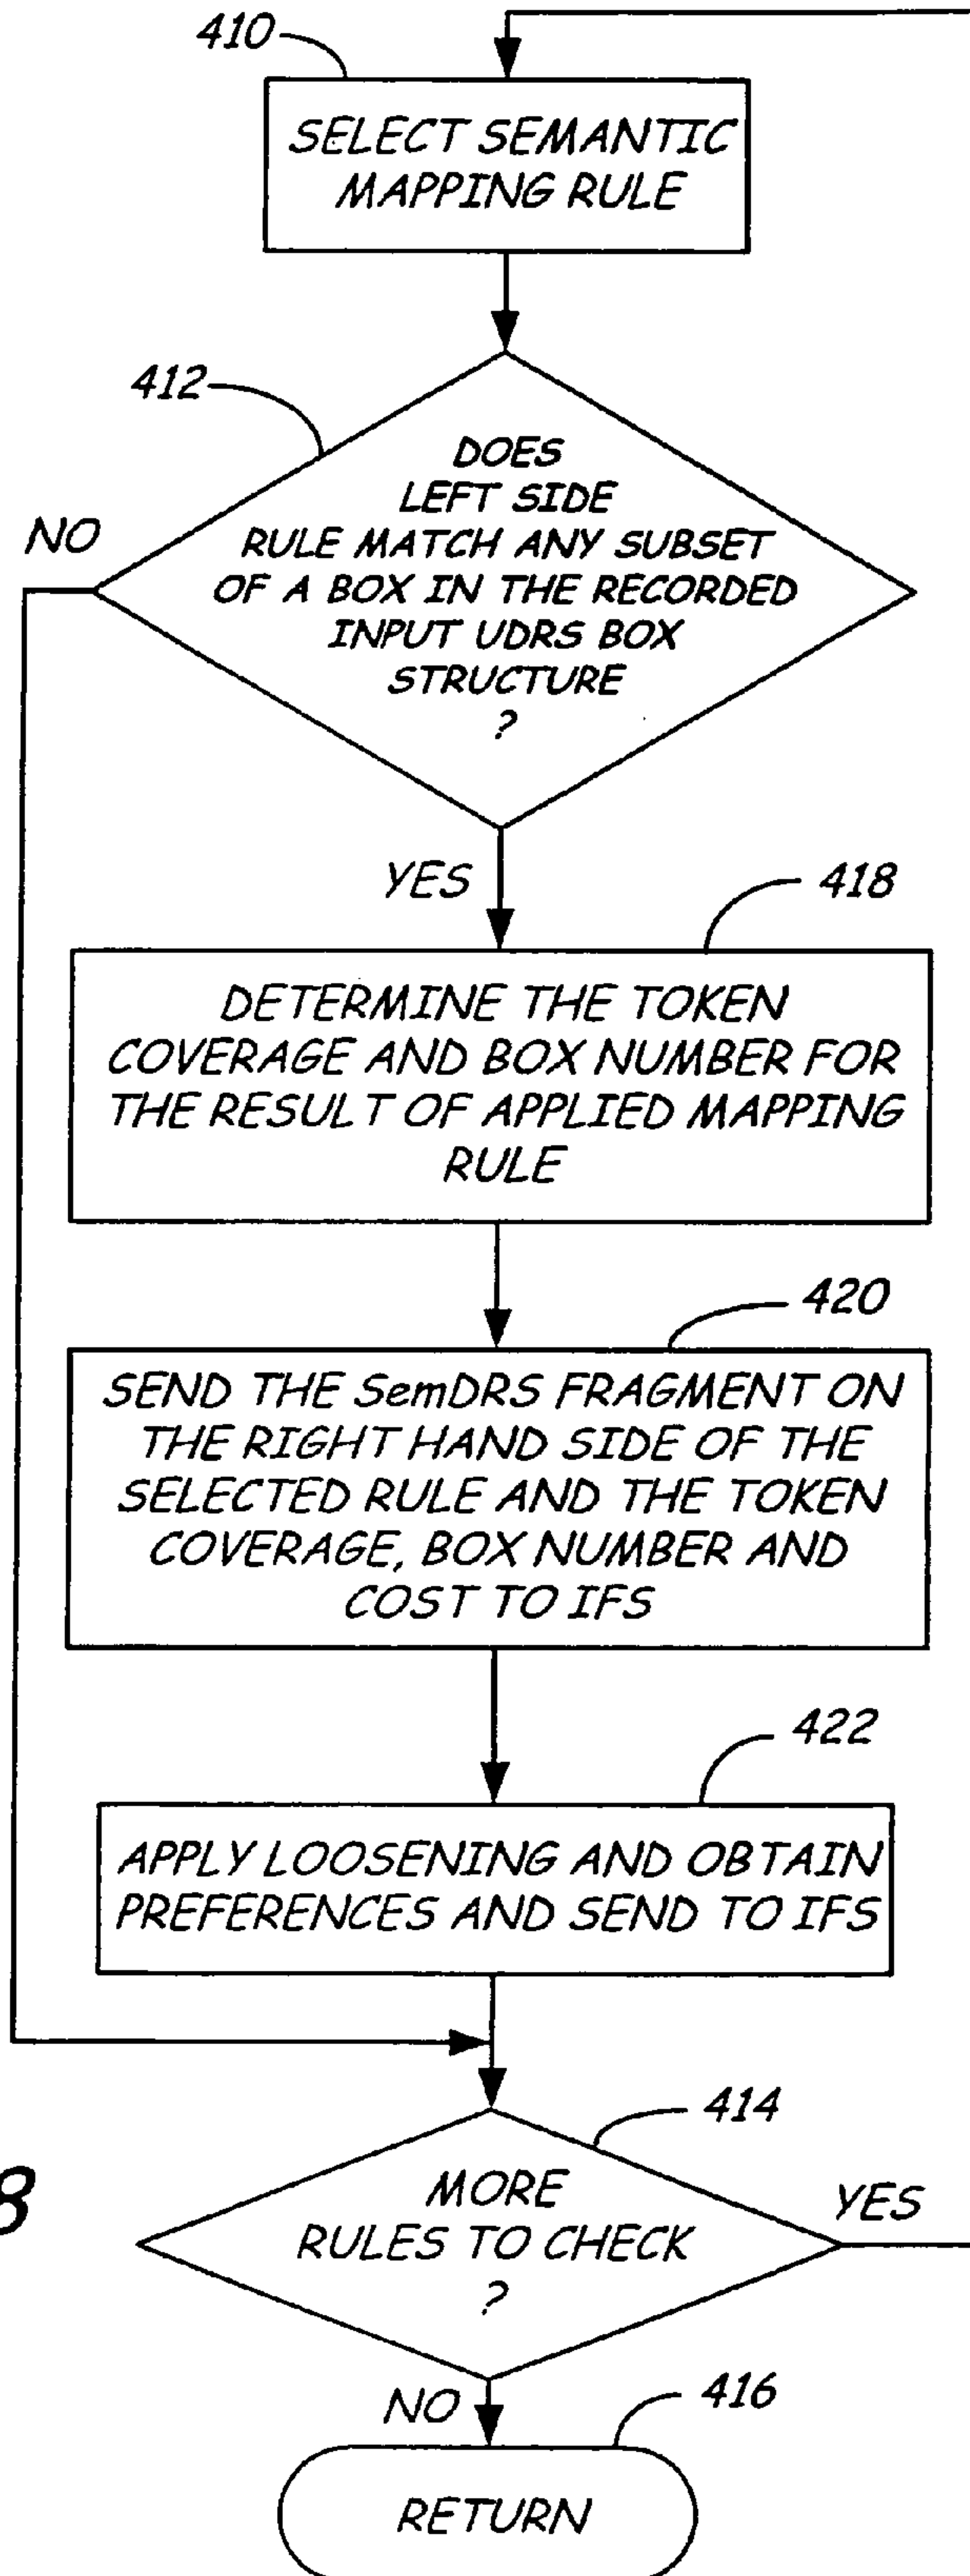 410
SELECT SEMANTIC
MAPPING RULE
412
DOES
LEFT SIDE
RULE MATCH ANY SUBSET
OF A BOX IN THE RECORDED
INPUT UDRS BOX
STRUCTURE
?
NO
YES
418
DETERMINE THE TOKEN
COVERAGE AND BOX NUMBER FOR
THE RESULT OF APPLIED MAPPING
RULE
420
SEND THE SemDRS FRAGMENT ON
THE RIGHT HAND SIDE OF THE
SELECTED RULE AND THE TOKEN
COVERAGE, BOX NUMBER AND
COST TO IFS
422
APPLY LOOSENING AND OBTAIN
PREFERENCES AND SEND TO IFS
414
8
MORE
RULES TO CHECK
?
YES
NO
416
RETURN